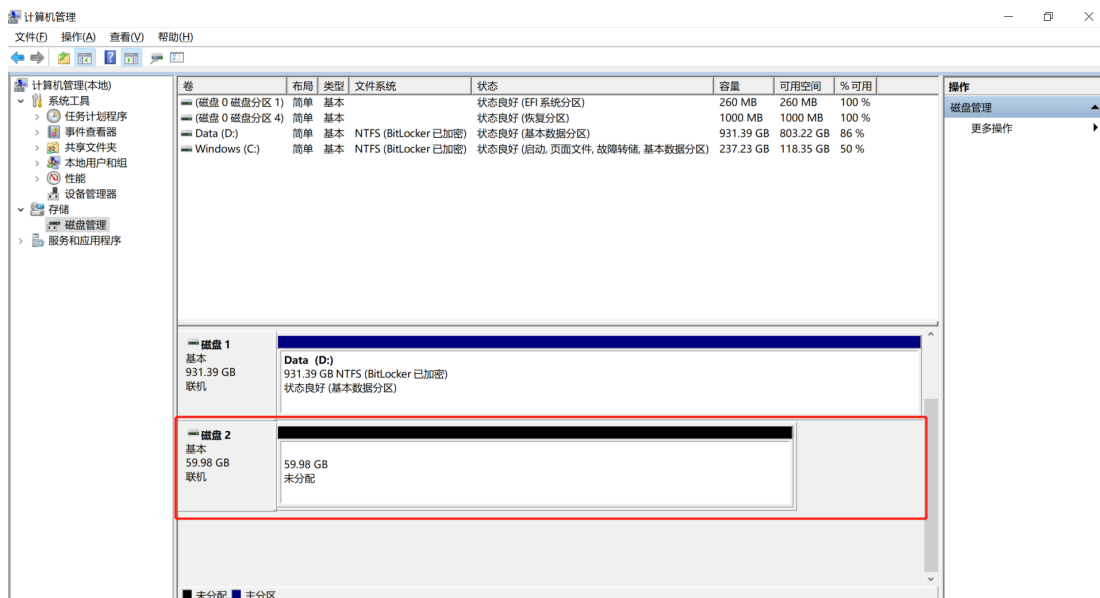 计算机管理
文件(F) 操作(A) 查看(V) 帮助(H)
计算机管理(本地)
系统工具
任务计划程序
事件查看器
共享文件夹
本地用户和组
性能
设备管理器
存储
磁盘管理
服务和应用程序
卷 布局 类型 文件系统 状态 容量 可用空间 % 可用
(磁盘 0 磁盘分区 1) 简单 基本 状态良好 (EFI 系统分区) 260 MB 260 MB 100 %
(磁盘 0 磁盘分区 4) 简单 基本 状态良好 (恢复分区) 1000 MB 1000 MB 100 %
Data (D:) 简单 基本 NTFS (BitLocker 已加密) 状态良好 (基本数据分区) 931.39 GB 803.22 GB 86 %
Windows (C:) 简单 基本 NTFS (BitLocker 已加密) 状态良好 (启动, 页面文件, 故障转储, 基本数据分区) 237.23 GB 118.35 GB 50 %
磁盘 1
基本
931.39 GB
联机
Data (D:)
931.39 GB NTFS (BitLocker 已加密)
状态良好 (基本数据分区)
磁盘 2
基本
59.98 GB
联机
59.98 GB
未分配
未分配 主分区
操作
磁盘管理
更多操作